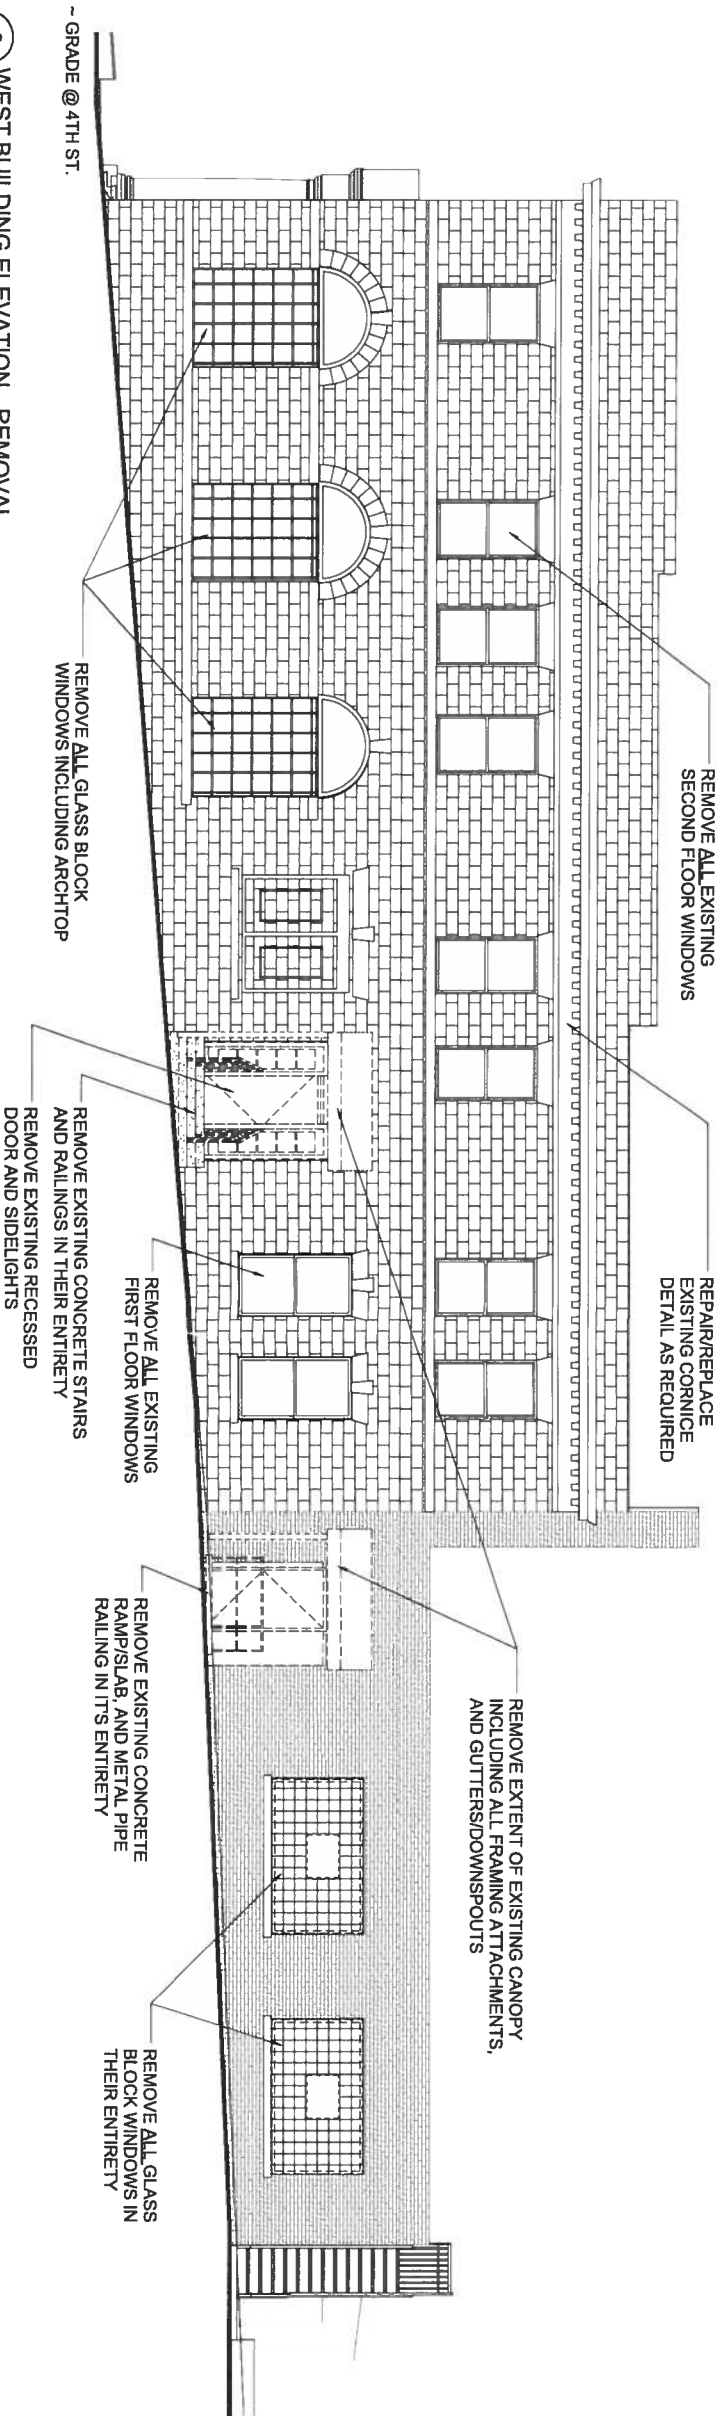 REMOVE ALL EXISTING
SECOND FLOOR WINDOWS
REPAIR/REPLACE
EXISTING CORNICE
DETAIL AS REQUIRED
REMOVE EXTENT OF EXISTING CANOPY
INCLUDING ALL FRAMING ATTACHMENTS,
AND GUTTERS/DOWNSPOUTS
~ GRADE @ 4TH ST.
REMOVE ALL GLASS BLOCK
WINDOWS INCLUDING ARCHTOP
REMOVE EXISTING CONCRETE STAIRS
AND RAILINGS IN THEIR ENTIRETY
REMOVE EXISTING RECESSED
DOOR AND SIDELIGHTS
REMOVE ALL EXISTING
FIRST FLOOR WINDOWS
REMOVE EXISTING CONCRETE
RAMP/SLAB, AND METAL PIPE
RAILING IN IT'S ENTIRETY
REMOVE ALL GLASS
BLOCK WINDOWS IN
THEIR ENTIRETY
WEST BUILDING ELEVATION - REMOVAL